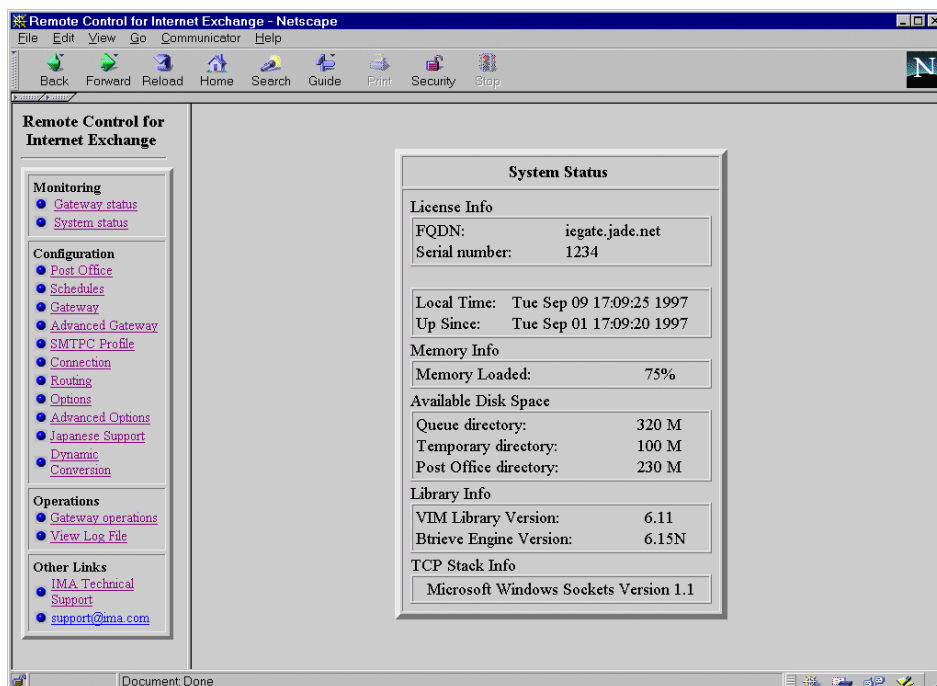 Remote Control for Internet Exchange - Netscape
File Edit View Go Communicator Help
Back Forward Reload Home Search Guide Print Security Stop
N
Remote Control for
Internet Exchange
Monitoring
Gateway status
System status
Configuration
Post Office
Schedules
Gateway
Advanced Gateway
SMTPC Profile
Connection
Routing
Options
Advanced Options
Japanese Support
Dynamic
Conversion
Operations
Gateway operations
View Log File
Other Links
IMA Technical
Support
support@ima.com
System Status
License Info
FQDN: iegate.jade.net
Serial number: 1234
Local Time: Tue Sep 09 17:09:25 1997
Up Since: Tue Sep 01 17:09:20 1997
Memory Info
Memory Loaded: 75%
Available Disk Space
Queue directory: 320 M
Temporary directory: 100 M
Post Office directory: 230 M
Library Info
VIM Library Version: 6.11
Btrieve Engine Version: 6.15N
TCP Stack Info
Microsoft Windows Sockets Version 1.1
Document: Done